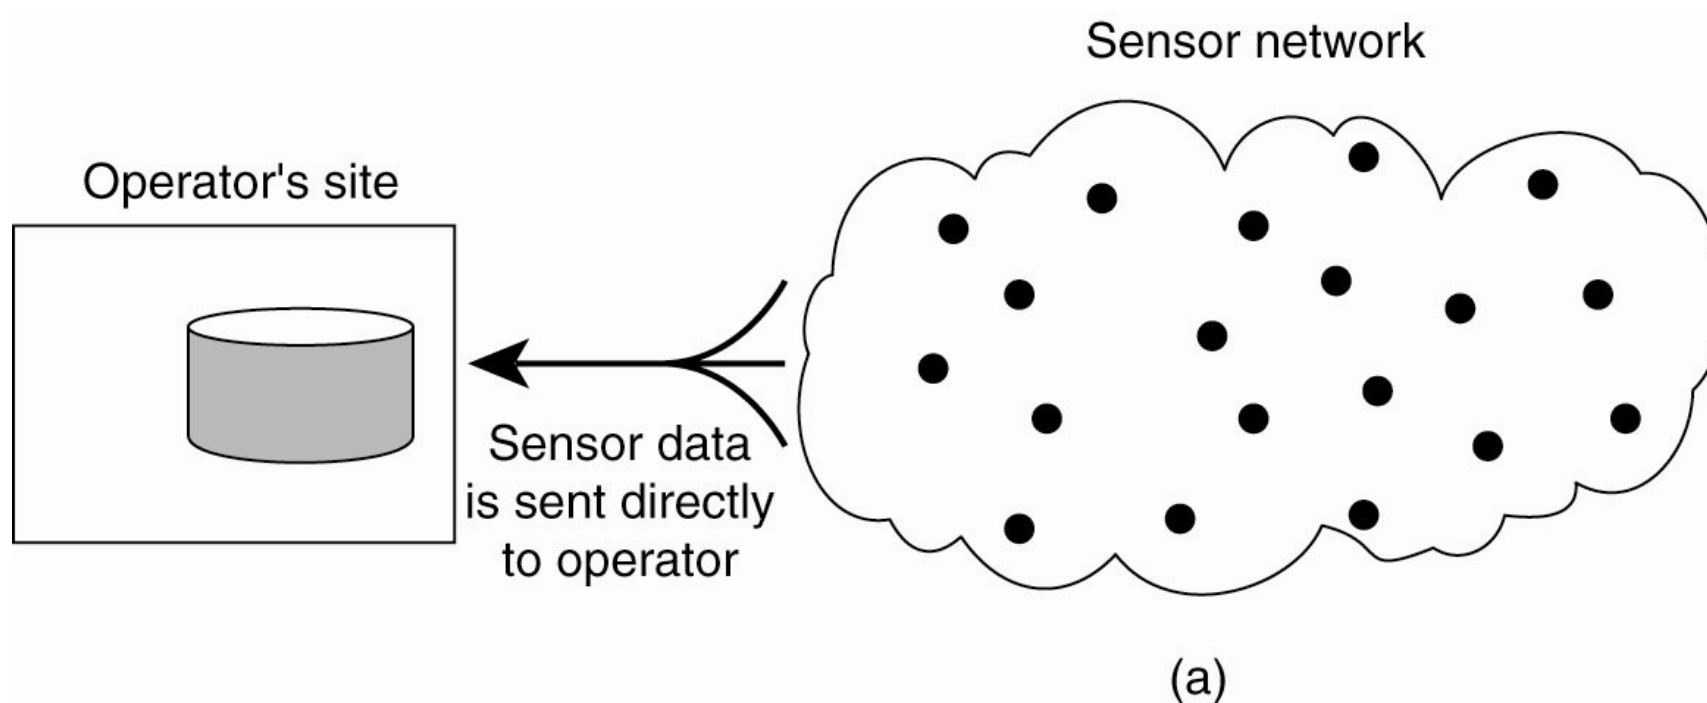 Sensor network
Operator's site
Sensor data
is sent directly
to operator
(a)